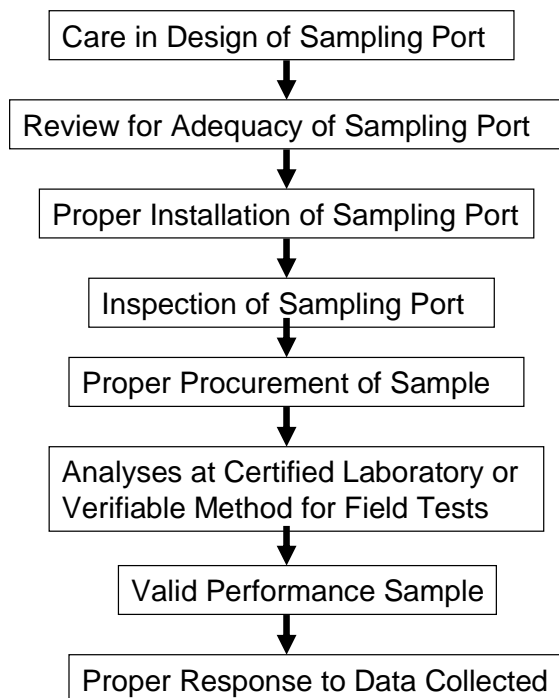 Care in Design of Sampling Port
Review for Adequacy of Sampling Port
Proper Installation of Sampling Port
Inspection of Sampling Port
Proper Procurement of Sample
Analyses at Certified Laboratory or
Verifiable Method for Field Tests
Valid Performance Sample
Proper Response to Data Collected